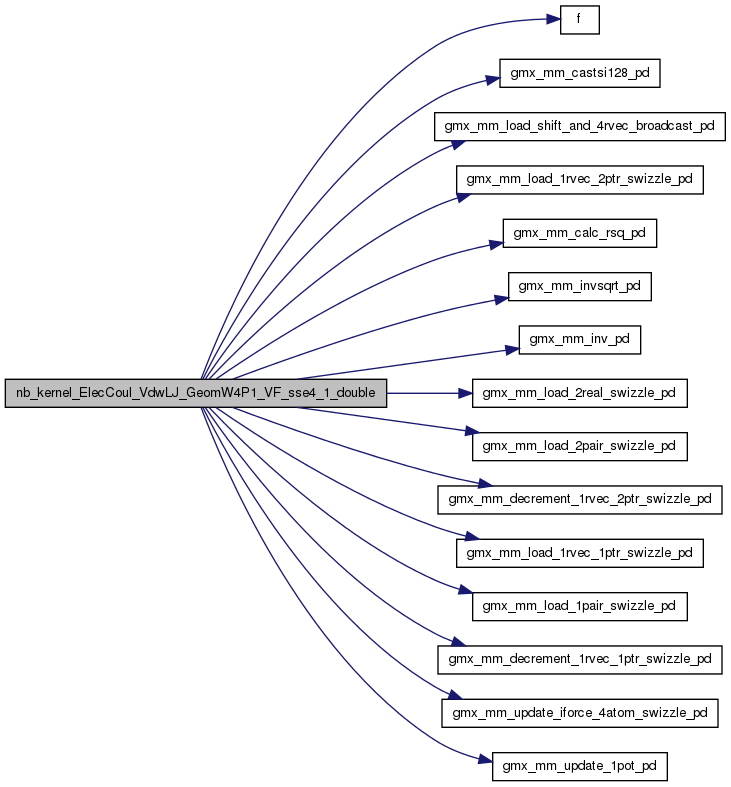 f
gmx_mm_castsi128_pd
gmx_mm_load_shift_and_4rvec_broadcast_pd
gmx_mm_load_1rvec_2ptr_swizzle_pd
gmx_mm_calc_rsq_pd
gmx_mm_invsqrt_pd
gmx_mm_inv_pd
nb_kernel_ElecCoul_VdwLJ_GeomW4P1_VF_sse4_1_double
gmx_mm_load_2real_swizzle_pd
gmx_mm_load_2pair_swizzle_pd
gmx_mm_decrement_1rvec_2ptr_swizzle_pd
gmx_mm_load_1rvec_1ptr_swizzle_pd
gmx_mm_load_1pair_swizzle_pd
gmx_mm_decrement_1rvec_1ptr_swizzle_pd
gmx_mm_update_iforce_4atom_swizzle_pd
gmx_mm_update_1pot_pd